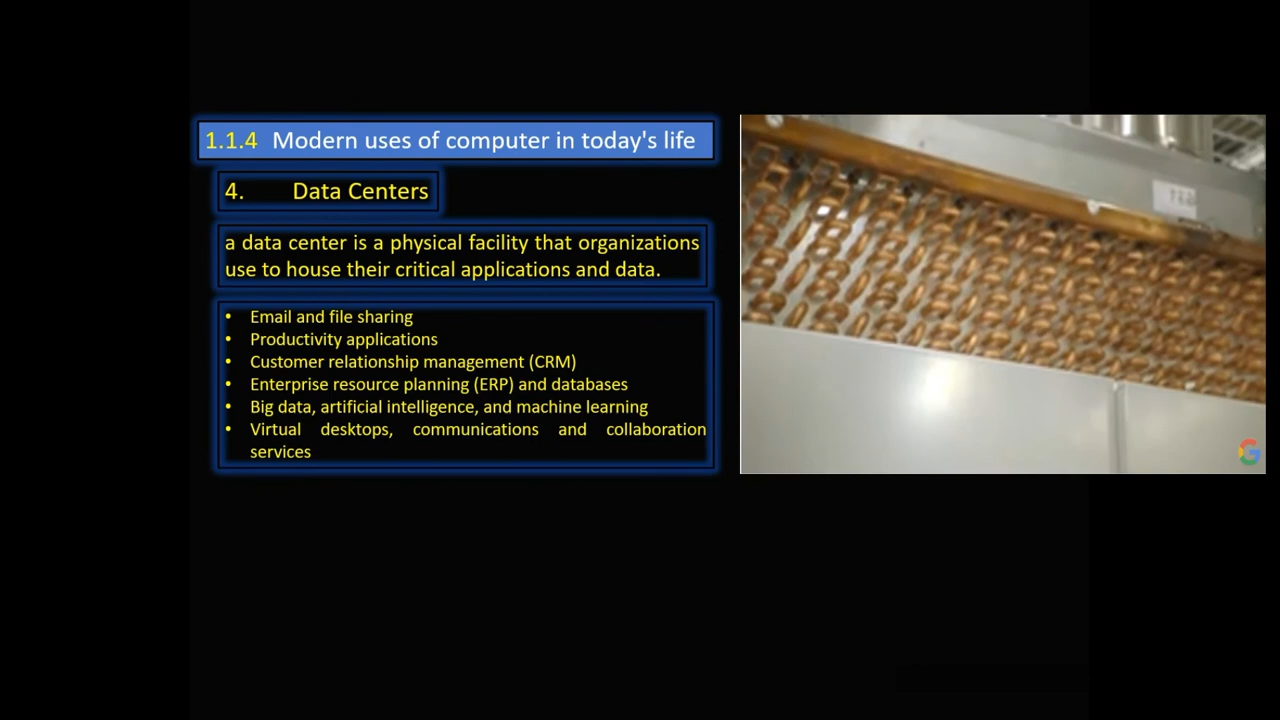 1.1.4 Modern uses of computer in today's life
4. Data Centers
a data center is a physical facility that organizations
use to house their critical applications and data.
• Email and file sharing
• Productivity applications
• Customer relationship management (CRM)
• Enterprise resource planning (ERP) and databases
• Big data, artificial intelligence, and machine learning
• Virtual desktops, communications and collaboration
services